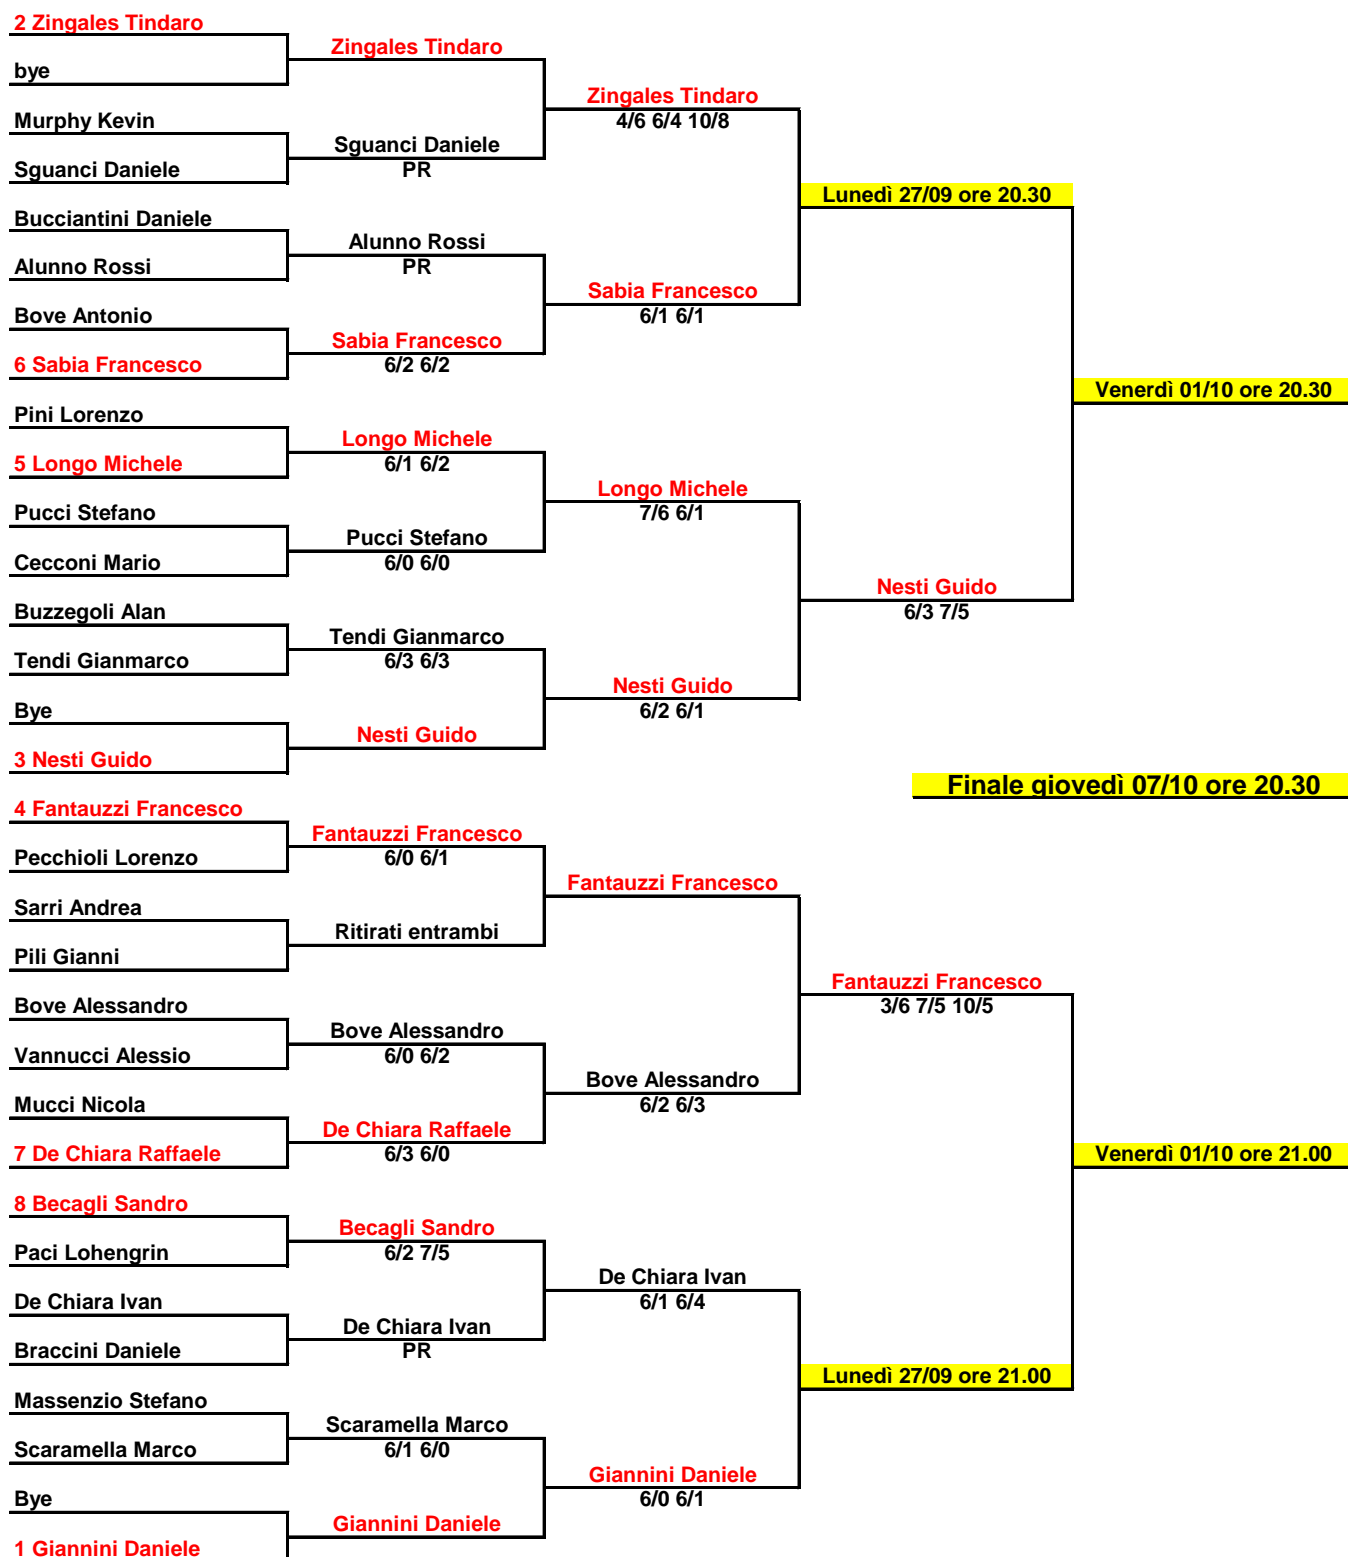 2 Zingales Tindaro
Zingales Tindaro
bye
Zingales Tindaro
4/6 6/4 10/8
Murphy Kevin
Sguanci Daniele
PR
Sguanci Daniele
Lunedì 27/09 ore 20.30
Bucciantini Daniele
Alunno Rossi
PR
Alunno Rossi
Sabia Francesco
6/1 6/1
Bove Antonio
Sabia Francesco
6/2 6/2
6 Sabia Francesco
Venerdì 01/10 ore 20.30
Pini Lorenzo
Longo Michele
6/1 6/2
5 Longo Michele
Longo Michele
7/6 6/1
Pucci Stefano
Pucci Stefano
6/0 6/0
Cecconi Mario
Nesti Guido
6/3 7/5
Buzzegoli Alan
Tendi Gianmarco
6/3 6/3
Tendi Gianmarco
Nesti Guido
6/2 6/1
Bye
Nesti Guido
3 Nesti Guido
Finale giovedì 07/10 ore 20.30
4 Fantauzzi Francesco
Fantauzzi Francesco
6/0 6/1
Pecchioli Lorenzo
Fantauzzi Francesco
Sarri Andrea
Ritirati entrambi
Pili Gianni
Fantauzzi Francesco
3/6 7/5 10/5
Bove Alessandro
Bove Alessandro
6/0 6/2
Vannucci Alessio
Bove Alessandro
6/2 6/3
Mucci Nicola
De Chiara Raffaele
6/3 6/0
7 De Chiara Raffaele
Venerdì 01/10 ore 21.00
8 Becagli Sandro
Becagli Sandro
6/2 7/5
Paci Lohengrin
De Chiara Ivan
6/1 6/4
De Chiara Ivan
De Chiara Ivan
PR
Braccini Daniele
Lunedì 27/09 ore 21.00
Massenzio Stefano
Scaramella Marco
6/1 6/0
Scaramella Marco
Giannini Daniele
6/0 6/1
Bye
Giannini Daniele
1 Giannini Daniele